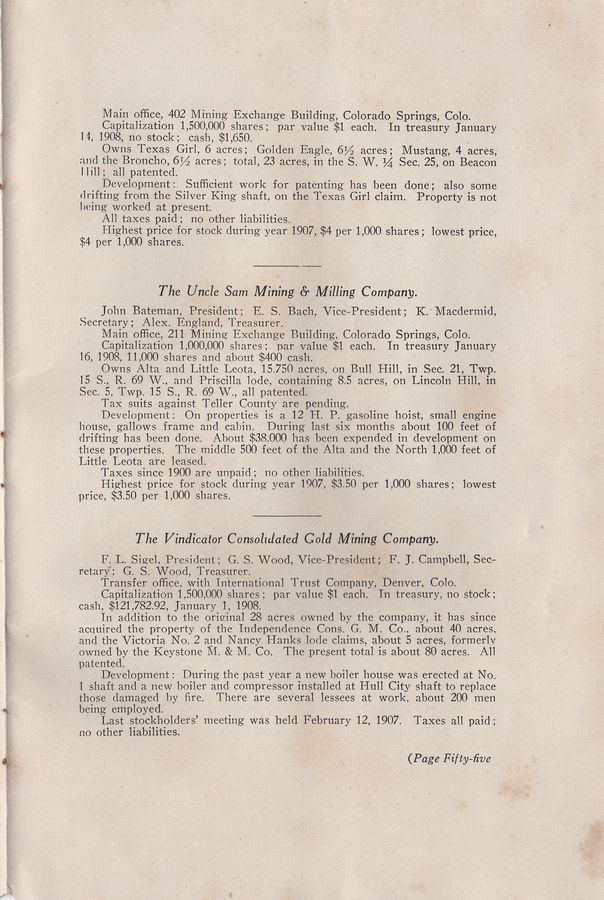 Main office, 402 Mining Exchange Building, Colorado Springs, Colo.
Capitalization 1,500,000 shares; par value $1 each. In treasury January
14, 1908, no stock; cash, $1,650.
Owns Texas Girl, 6 acres; Golden Eagle, 6½ acres; Mustang, 4 acres,
and the Broncho, 6½ acres; total, 23 acres, in the S. W. ¼ Sec. 25, on Beacon
Hill; all patented.
Development: Sufficient work for patenting has been done; also some
drifting from the Silver King shaft, on the Texas Girl claim. Property is not
being worked at present.
All taxes paid; no other liabilities.
Highest price for stock during year 1907, $4 per 1,000 shares; lowest price,
$4 per 1,000 shares.
The Uncle Sam Mining & Milling Company.
John Bateman, President; E. S. Bach, Vice-President; K. Macdermid,
Secretary; Alex. England, Treasurer.
Main office, 211 Mining Exchange Building, Colorado Springs, Colo.
Capitalization 1,000,000 shares; par value $1 each. In treasury January
16, 1908, 11,000 shares and about $400 cash.
Owns Alta and Little Leota, 15.750 acres, on Bull Hill, in Sec. 21, Twp.
15 S., R. 69 W., and Priscilla lode, containing 8.5 acres, on Lincoln Hill, in
Sec. 5, Twp. 15 S., R. 69 W., all patented.
Tax suits against Teller County are pending.
Development: On properties is a 12 H. P. gasoline hoist, small engine
house, gallows frame and cabin. During last six months about 100 feet of
drifting has been done. About $38,000 has been expended in development on
these properties. The middle 500 feet of the Alta and the North 1,000 feet of
Little Leota are leased.
Taxes since 1900 are unpaid; no other liabilities.
Highest price for stock during year 1907, $3.50 per 1,000 shares; lowest
price, $3.50 per 1,000 shares.
The Vindicator Consolidated Gold Mining Company.
F. L. Sigel, President; G. S. Wood, Vice-President; F. J. Campbell, Sec-
retary; G. S. Wood, Treasurer.
Transfer office, with International Trust Company, Denver, Colo.
Capitalization 1,500,000 shares; par value $1 each. In treasury, no stock;
cash, $121,782.92, January 1, 1908.
In addition to the original 28 acres owned by the company, it has since
acquired the property of the Independence Cons. G. M. Co., about 40 acres,
and the Victoria No. 2 and Nancy Hanks lode claims, about 5 acres, formerly
owned by the Keystone M. & M. Co. The present total is about 80 acres. All
patented.
Development: During the past year a new boiler house was erected at No.
1 shaft and a new boiler and compressor installed at Hull City shaft to replace
those damaged by fire. There are several lessees at work, about 200 men
being employed.
Last stockholders' meeting was held February 12, 1907. Taxes all paid;
no other liabilities.
(Page Fifty-five